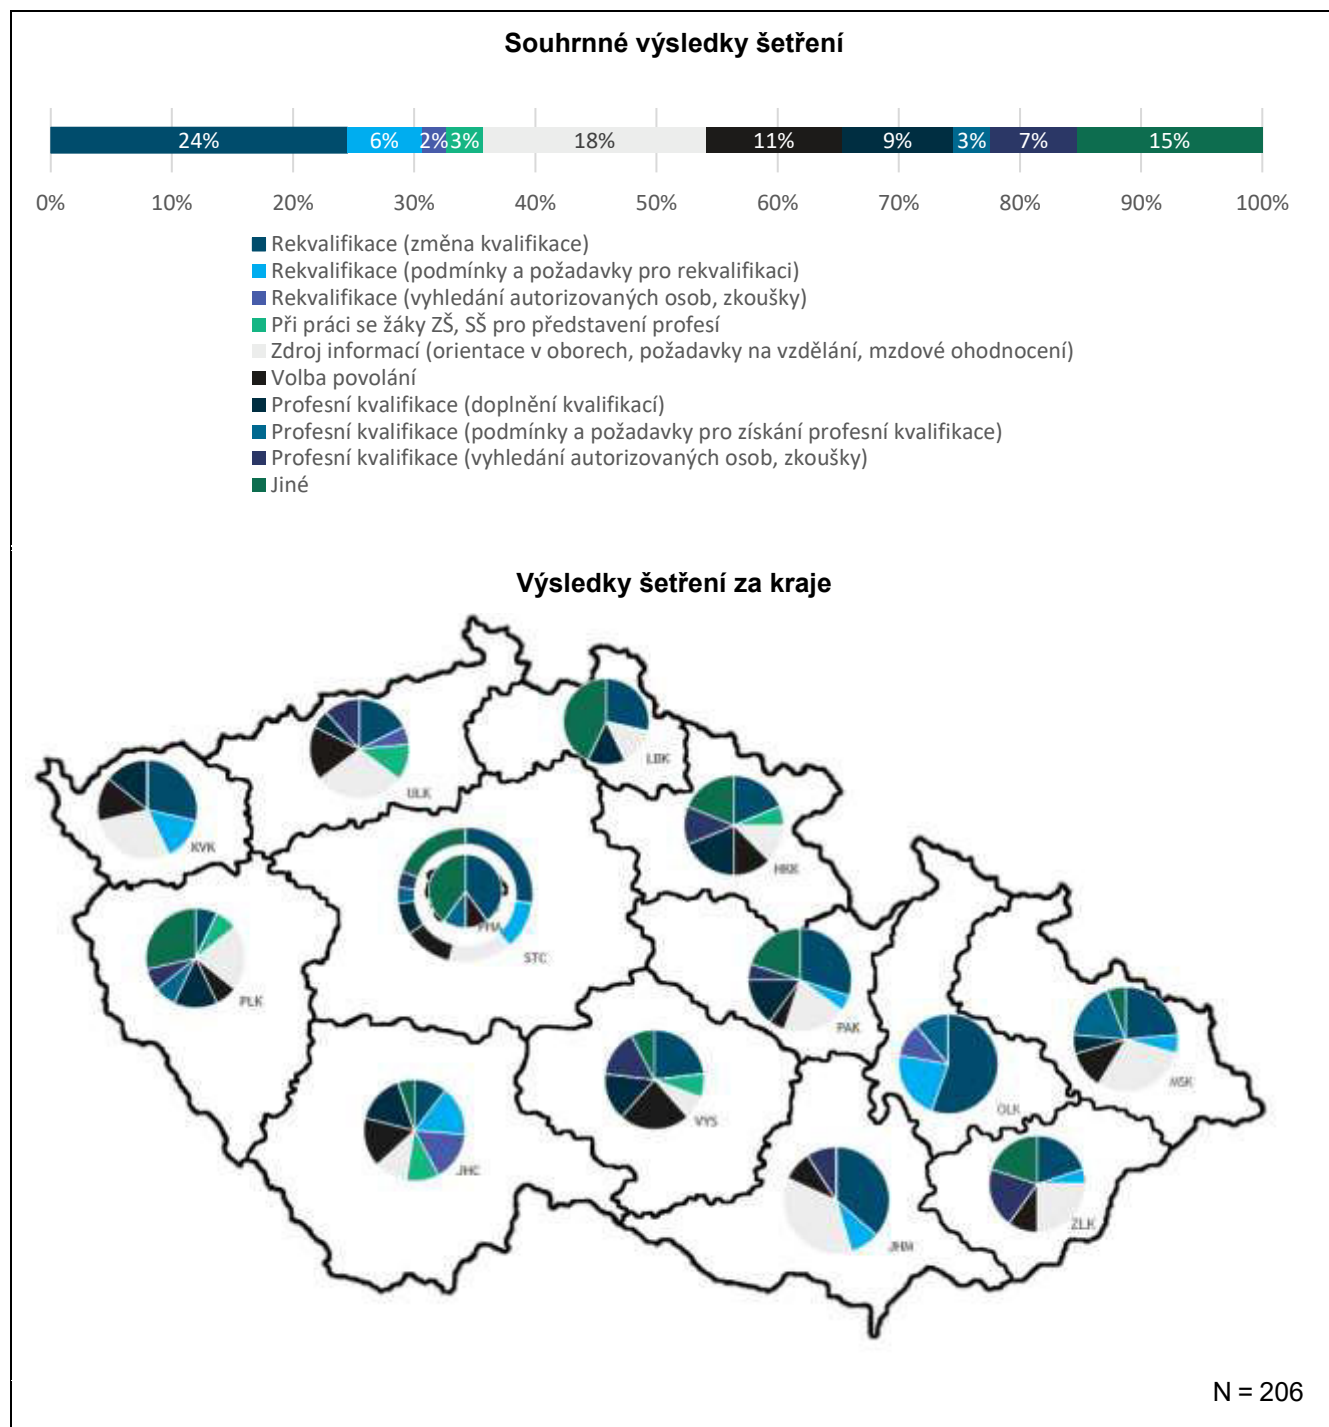 Souhrnné výsledky šetření
24% 6% 2% 3% 18% 11% 9% 3% 7% 15%
0% 10% 20% 30% 40% 50% 60% 70% 80% 90% 100%
Rekvalifikace (změna kvalifikace)
Rekvalifikace (podmínky a požadavky pro rekvalifikaci)
Rekvalifikace (vyhledání autorizovaných osob, zkoušky)
Při práci se žáky ZŠ, SŠ pro představení profesí
Zdroj informací (orientace v oborech, požadavky na vzdělání, mzdové ohodnocení)
Volba povolání
Profesní kvalifikace (doplnění kvalifikací)
Profesní kvalifikace (podmínky a požadavky pro získání profesní kvalifikace)
Profesní kvalifikace (vyhledání autorizovaných osob, zkoušky)
Jiné
Výsledky šetření za kraje
LBK
ULK
KVK
HKK
PHA
STC
PLK
PAK
MSK
OLK
VYS
JHC
ZLK
JHM
N = 206